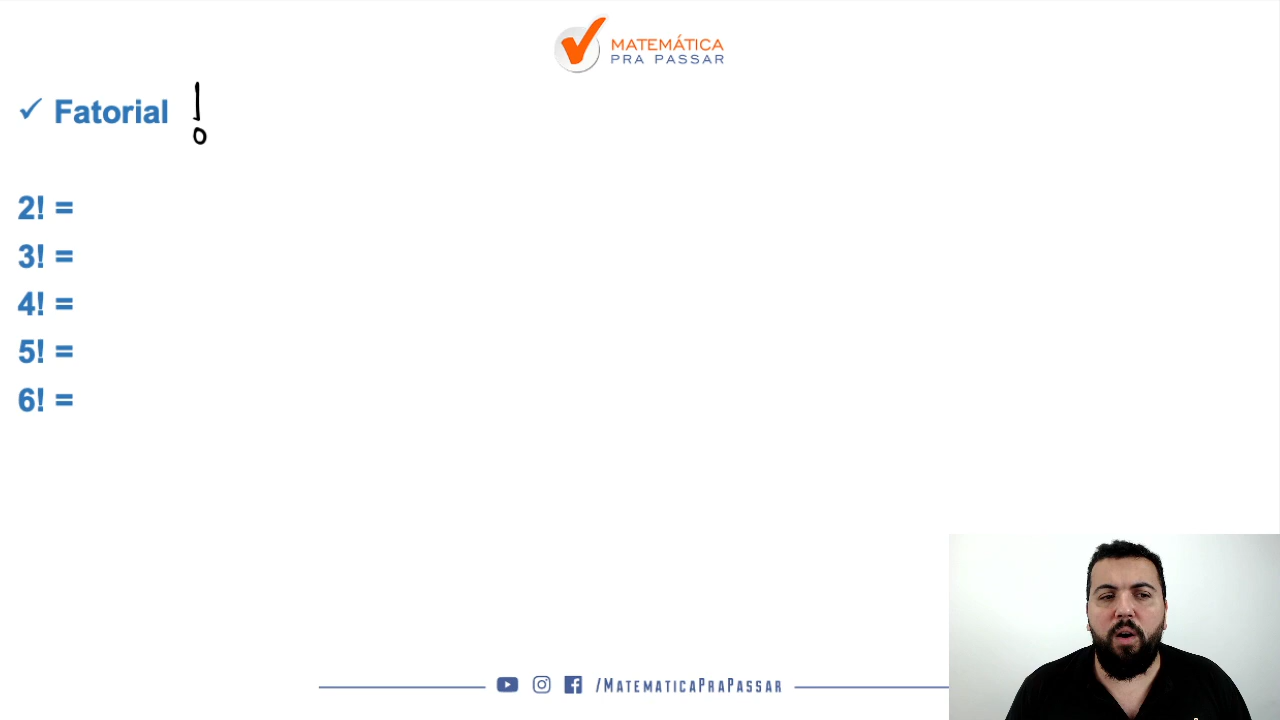 MATEMÁTICA
PRA PASSAR
✓ Fatorial !
2! =
3! =
4! =
5! =
6! =
/MATEMATICAPRAPASSAR